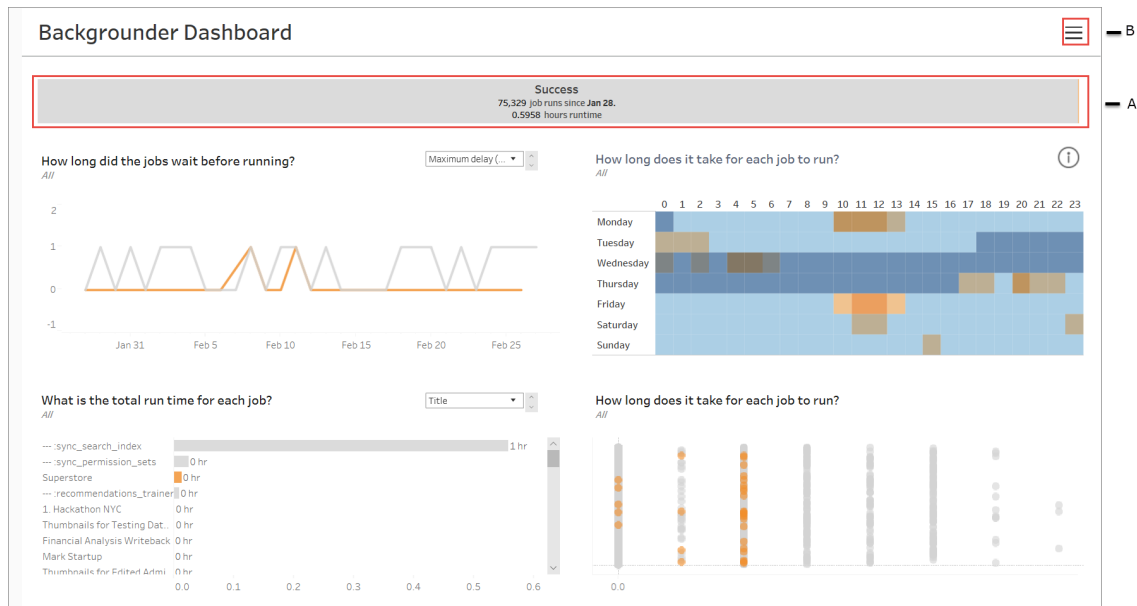 Backgrounder Dashboard
B
Success
75,329 job runs since Jan 28.
0.5958 hours runtime
A
How long did the jobs wait before running?
Maximum delay (...
All
2
1
0
-1
Jan 31 Feb 5 Feb 10 Feb 15 Feb 20 Feb 25
How long does it take for each job to run?
All
0 1 2 3 4 5 6 7 8 9 10 11 12 13 14 15 16 17 18 19 20 21 22 23
Monday
Tuesday
Wednesday
Thursday
Friday
Saturday
Sunday
What is the total run time for each job?
Title
All
--- :sync_search_index 1 hr
--- :sync_permission_sets 0 hr
Superstore 0 hr
--- :recommendations_trainer 0 hr
1. Hackathon NYC 0 hr
Thumbnails for Testing Dat.. 0 hr
Financial Analysis Writeback 0 hr
Mark Startup 0 hr
Thumbnails for Edited Admi.. 0 hr
0.0 0.1 0.2 0.3 0.4 0.5 0.6
How long does it take for each job to run?
All
0.0